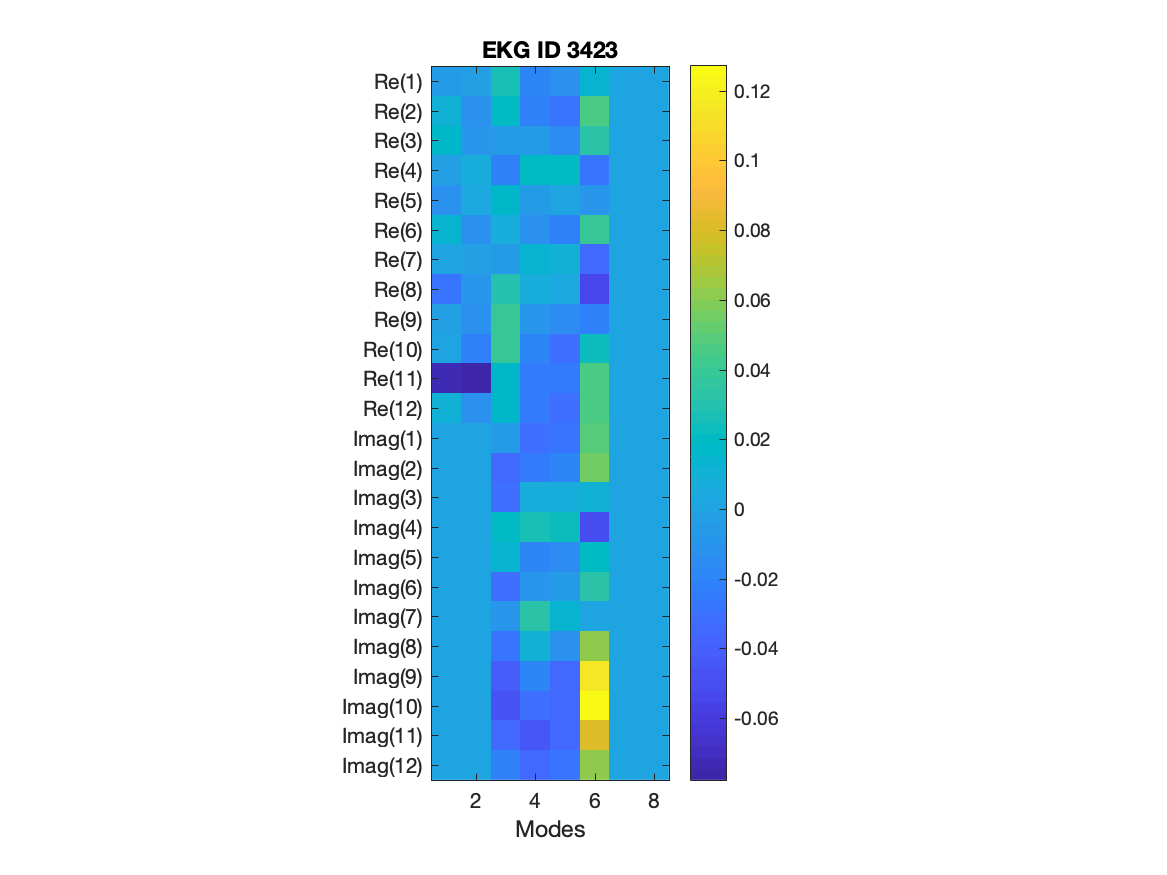 EKG ID 3423
Re(1)
Re(2)
Re(3)
Re(4)
Re(5)
Re(6)
Re(7)
Re(8)
Re(9)
Re(10)
Re(11)
Re(12)
Imag(1)
Imag(2)
Imag(3)
Imag(4)
Imag(5)
Imag(6)
Imag(7)
Imag(8)
Imag(9)
Imag(10)
Imag(11)
Imag(12)
2 4 6 8
Modes
0.12
0.1
0.08
0.06
0.04
0.02
0
-0.02
-0.04
-0.06